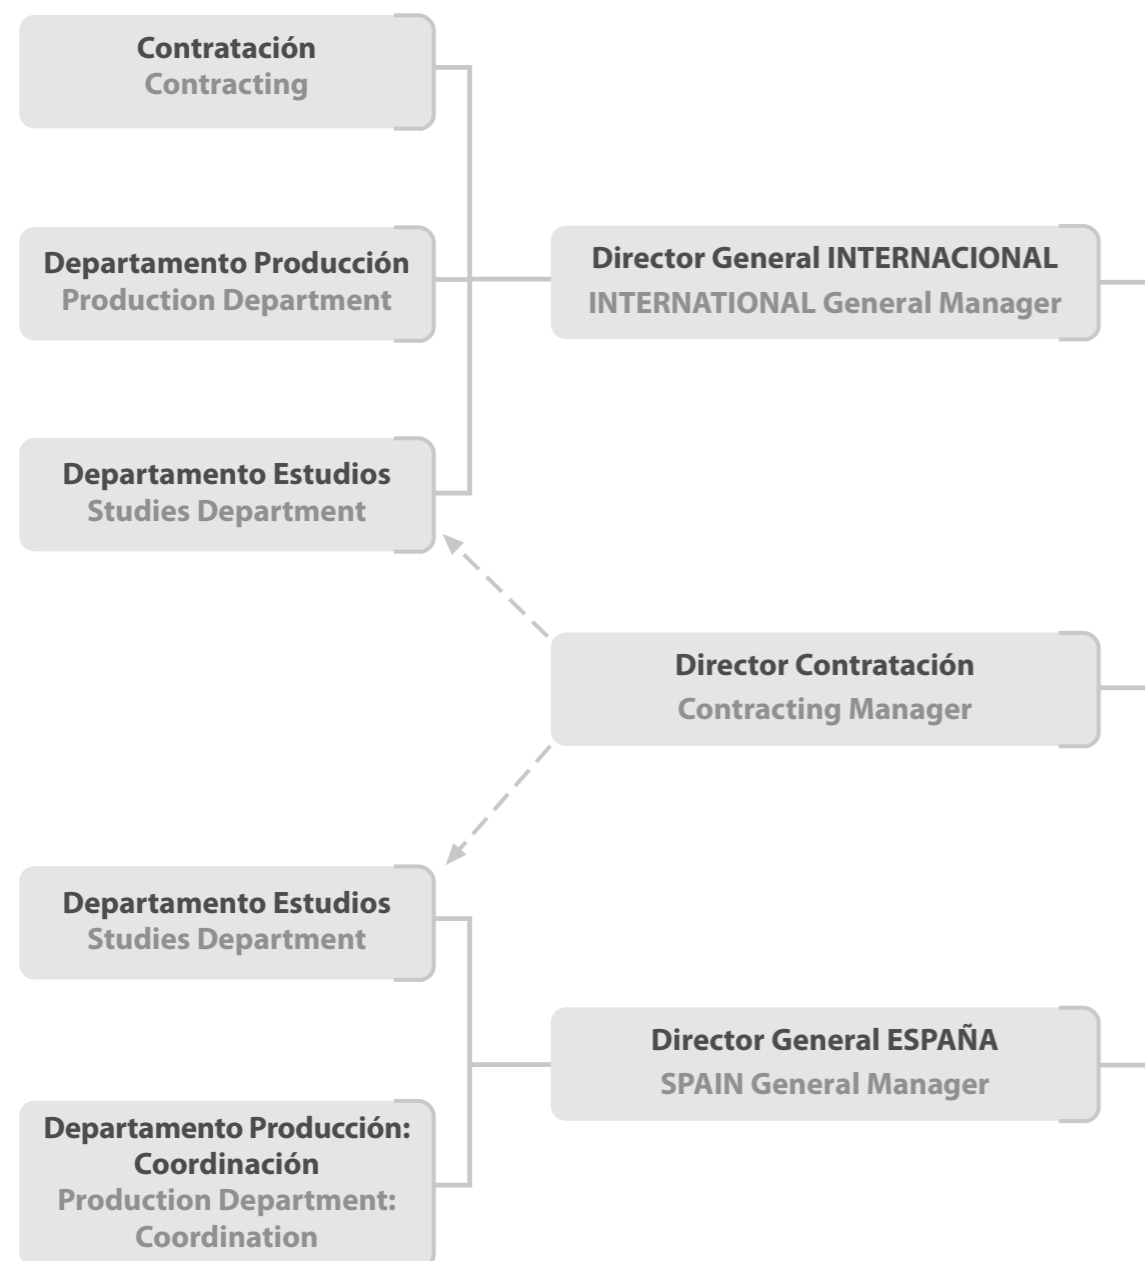 Contratación
Contracting
Departamento Producción
Production Department
Director General INTERNACIONAL
INTERNATIONAL General Manager
Departamento Estudios
Studies Department
Director Contratación
Contracting Manager
Departamento Estudios
Studies Department
Director General ESPAÑA
SPAIN General Manager
Departamento Producción:
Coordinación
Production Department:
Coordination